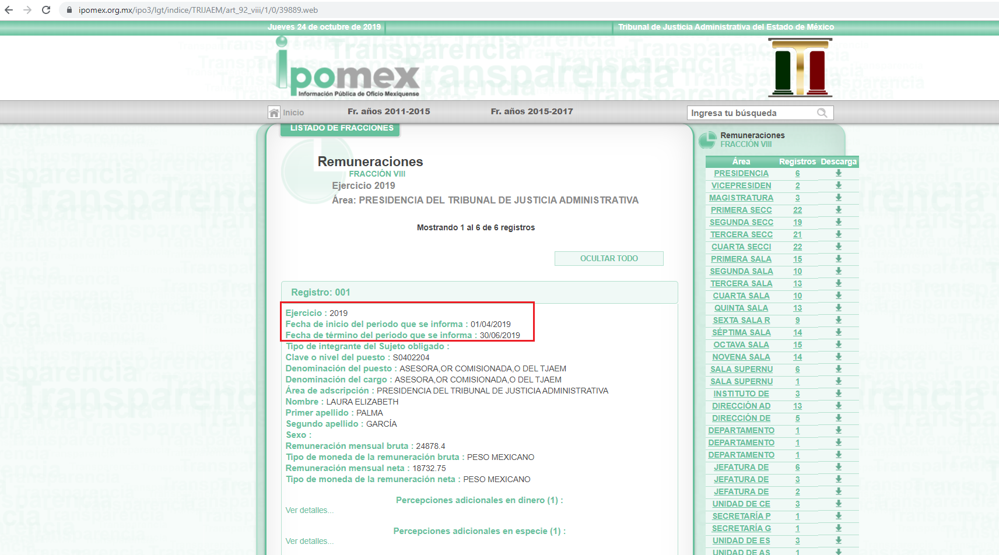 ipomex.org.mx/ipo3/lgt/indice/TRIJAEM/art_92_viii/1/0/39889.web
Jueves 24 de octubre de 2019
Tribunal de Justicia Administrativa del Estado de México
ipomex
Información Pública de Oficio Mexiquense
Inicio
Fr. años 2011-2015
Fr. años 2015-2017
Ingresa tu búsqueda
LISTADO DE FRACCIONES
Remuneraciones
FRACCIÓN VIII
Ejercicio 2019
Área: PRESIDENCIA DEL TRIBUNAL DE JUSTICIA ADMINISTRATIVA
Mostrando 1 al 6 de 6 registros
OCULTAR TODO
Registro: 001
Ejercicio : 2019
Fecha de inicio del periodo que se informa : 01/04/2019
Fecha de término del periodo que se informa : 30/06/2019
Tipo de integrante del Sujeto obligado :
Clave o nivel del puesto : S0402204
Denominación del puesto : ASESORA,OR COMISIONADA,O DEL TJAEM
Denominación del cargo : ASESORA,OR COMISIONADA,O DEL TJAEM
Área de adscripción : PRESIDENCIA DEL TRIBUNAL DE JUSTICIA ADMINISTRATIVA
Nombre : LAURA ELIZABETH
Primer apellido : PALMA
Segundo apellido : GARCÍA
Sexo :
Remuneración mensual bruta : 24878.4
Tipo de moneda de la remuneración bruta : PESO MEXICANO
Remuneración mensual neta : 18732.75
Tipo de moneda de la remuneración neta : PESO MEXICANO
Percepciones adicionales en dinero (1) :
Ver detalles...
Percepciones adicionales en especie (1) :
Ver detalles...
Remuneraciones
FRACCIÓN VIII
Área Registros Descarga
PRESIDENCIA 6
VICEPRESIDEN 2
MAGISTRATURA 3
PRIMERA SECC 22
SEGUNDA SECC 19
TERCERA SECC 21
CUARTA SECCI 22
PRIMERA SALA 15
SEGUNDA SALA 10
TERCERA SALA 13
CUARTA SALA 10
QUINTA SALA 13
SEXTA SALA R 9
SÉPTIMA SALA 14
OCTAVA SALA 15
NOVENA SALA 14
SALA SUPERNU 6
SALA SUPERNU 1
INSTITUTO DE 3
DIRECCIÓN AD 13
DIRECCIÓN DE 5
DEPARTAMENTO 1
DEPARTAMENTO 1
DEPARTAMENTO 1
JEFATURA DE 6
JEFATURA DE 3
JEFATURA DE 2
UNIDAD DE CE 3
SECRETARÍA P 1
SECRETARÍA G 1
UNIDAD DE ES 3
UNIDAD DE AS 1